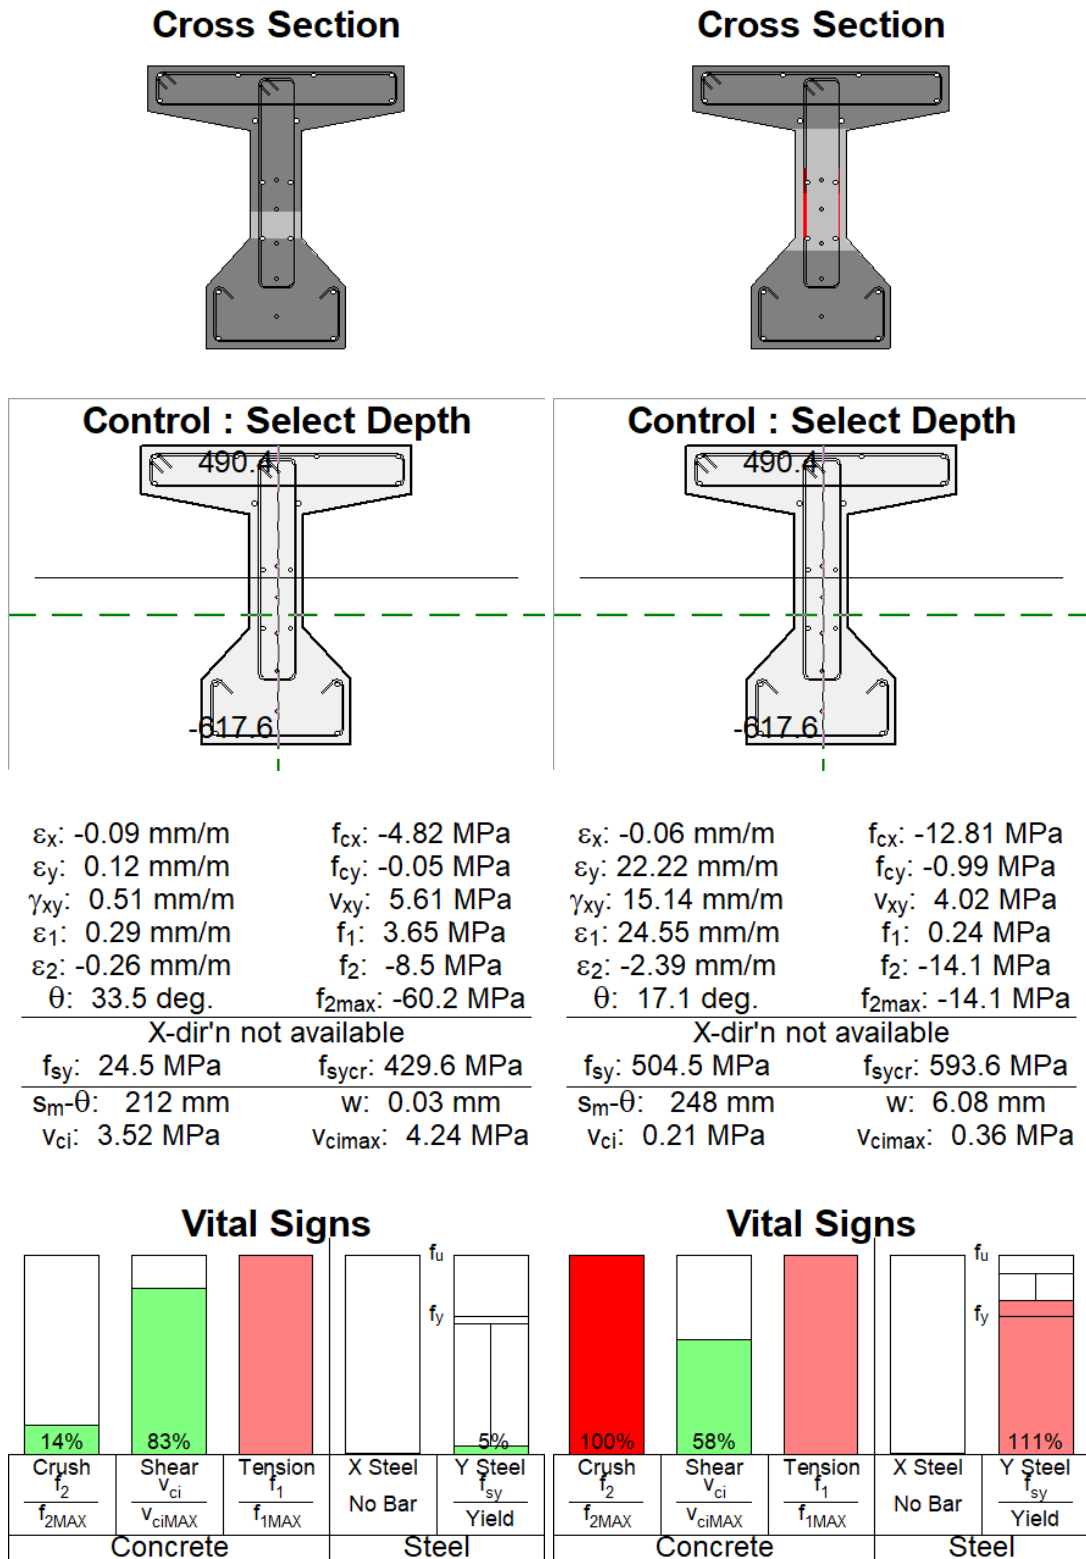 Cross Section
Cross Section
Control : Select Depth
Control : Select Depth
490.4
490.4
-617.6
-617.6
εx: -0.09 mm/m fcx: -4.82 MPa
εy: 0.12 mm/m fcy: -0.05 MPa
γxy: 0.51 mm/m vxy: 5.61 MPa
ε1: 0.29 mm/m f1: 3.65 MPa
ε2: -0.26 mm/m f2: -8.5 MPa
θ: 33.5 deg. f2max: -60.2 MPa
X-dir'n not available
fsy: 24.5 MPa fsycr: 429.6 MPa
sm-θ: 212 mm w: 0.03 mm
vci: 3.52 MPa vcimax: 4.24 MPa
εx: -0.06 mm/m fcx: -12.81 MPa
εy: 22.22 mm/m fcy: -0.99 MPa
γxy: 15.14 mm/m vxy: 4.02 MPa
ε1: 24.55 mm/m f1: 0.24 MPa
ε2: -2.39 mm/m f2: -14.1 MPa
θ: 17.1 deg. f2max: -14.1 MPa
X-dir'n not available
fsy: 504.5 MPa fsycr: 593.6 MPa
sm-θ: 248 mm w: 6.08 mm
vci: 0.21 MPa vcimax: 0.36 MPa
Vital Signs
fu
fy
14% 83% 5%
Crush Shear Tension X Steel Y Steel
f2 vci f1 No Bar fsy
f2MAX vciMAX f1MAX Yield
Concrete Steel
Vital Signs
100% 58% 111%
Crush Shear Tension X Steel Y Steel
f2 vci f1 No Bar fsy
f2MAX vciMAX f1MAX Yield
Concrete Steel